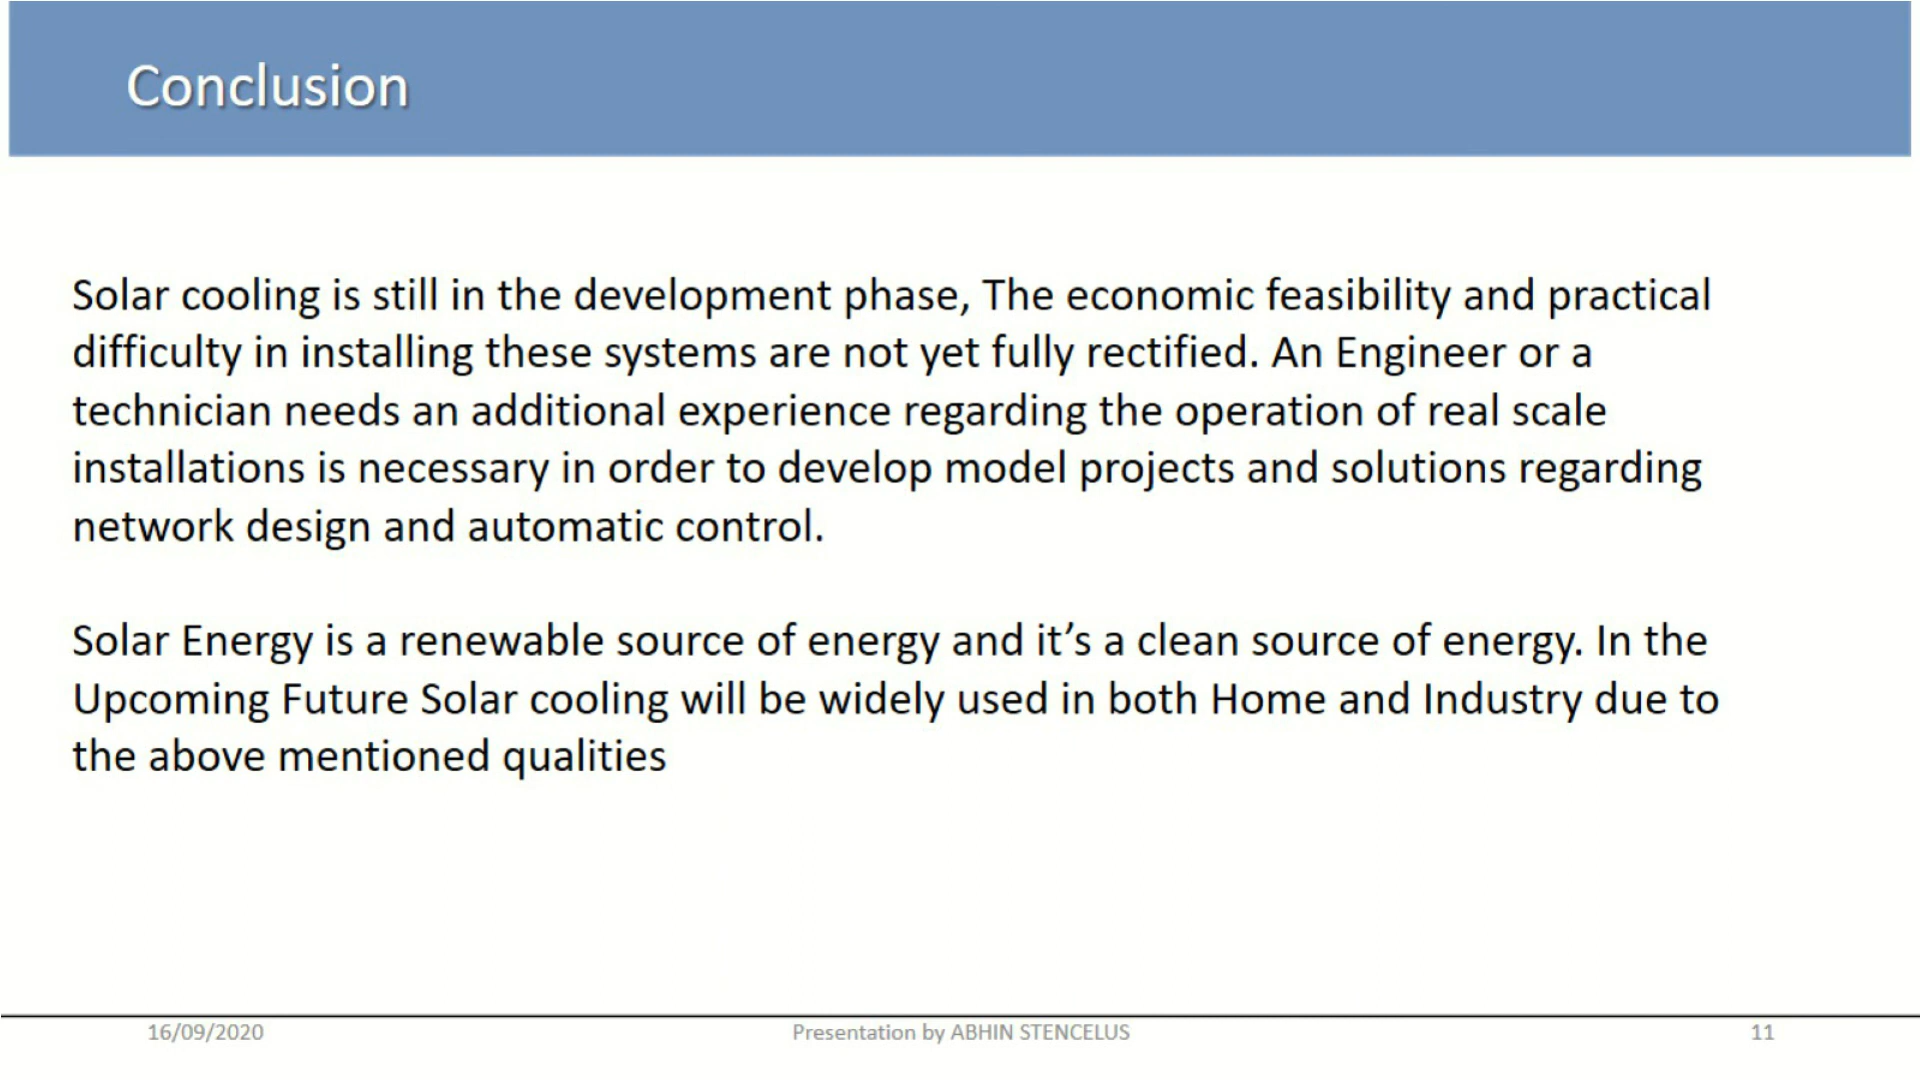 Conclusion
Solar cooling is still in the development phase, The economic feasibility and practical
difficulty in installing these systems are not yet fully rectified. An Engineer or a
technician needs an additional experience regarding the operation of real scale
installations is necessary in order to develop model projects and solutions regarding
network design and automatic control.
Solar Energy is a renewable source of energy and it’s a clean source of energy. In the
Upcoming Future Solar cooling will be widely used in both Home and Industry due to
the above mentioned qualities
16/09/2020
Presentation by ABHIN STENCELUS
11